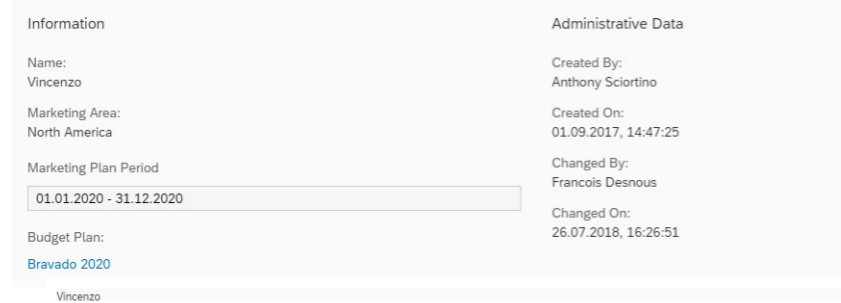 Information
Name:
Vincenzo
Marketing Area:
North America
Marketing Plan Period
01.01.2020 - 31.12.2020
Budget Plan:
Bravado 2020
Administrative Data
Created By:
Anthony Sciortino
Created On:
01.09.2017, 14:47:25
Changed By:
Francois Desnous
Changed On:
26.07.2018, 16:26:51
Vincenzo